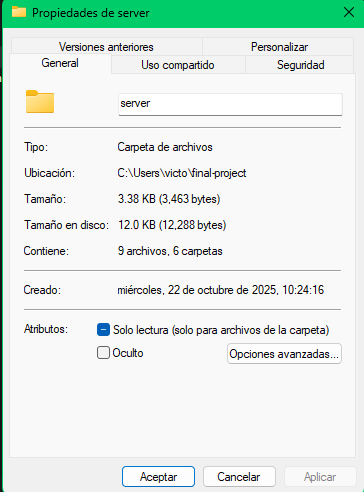 Propiedades de server
Versiones anteriores Personalizar
General Uso compartido Seguridad
server
Tipo: Carpeta de archivos
Ubicación: C:\Users\victo\final-project
Tamaño: 3.38 KB (3,463 bytes)
Tamaño en disco: 12.0 KB (12,288 bytes)
Contiene: 9 archivos, 6 carpetas
Creado: miércoles, 22 de octubre de 2025, 10:24:16
Atributos: Solo lectura (solo para archivos de la carpeta)
Oculto Opciones avanzadas...
Aceptar Cancelar Aplicar